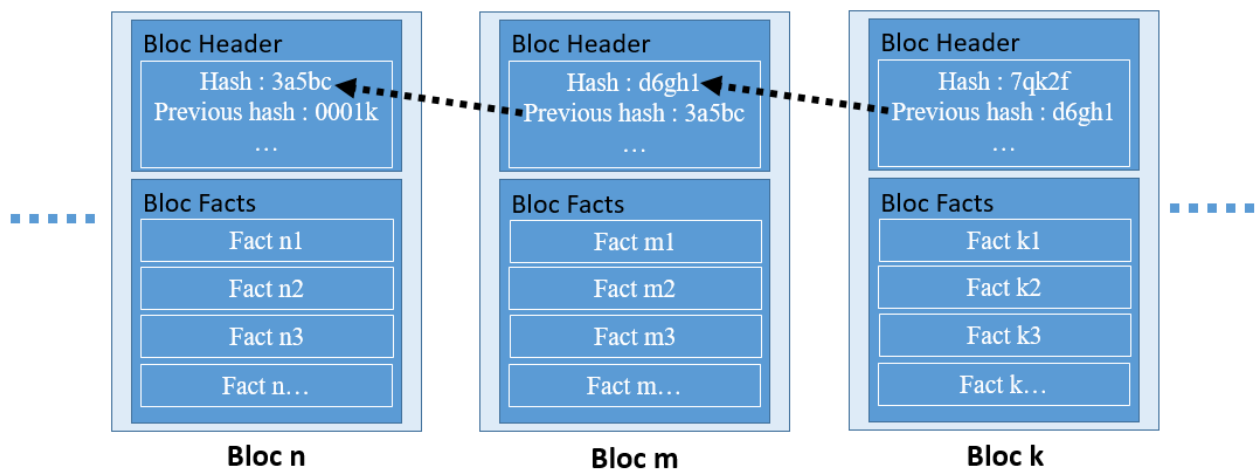 Bloc Header
Hash : 3a5bc
Previous hash : 0001k
…
Bloc Facts
Fact n1
Fact n2
Fact n3
Fact n…
Bloc n
Bloc Header
Hash : d6gh1
Previous hash : 3a5bc
…
Bloc Facts
Fact m1
Fact m2
Fact m3
Fact m…
Bloc m
Bloc Header
Hash : 7qk2f
Previous hash : d6gh1
…
Bloc Facts
Fact k1
Fact k2
Fact k3
Fact k…
Bloc k